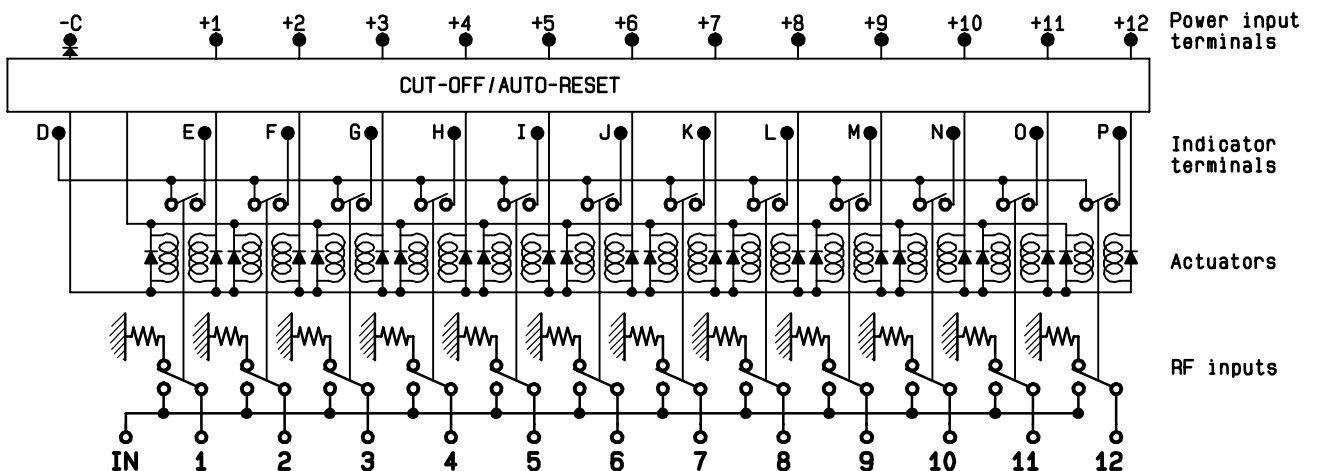 -C +1 +2 +3 +4 +5 +6 +7 +8 +9 +10 +11 +12 Power input
terminals
CUT-OFF/AUTO-RESET
D E F G H I J K L M N O P Indicator
terminals
Actuators
RF inputs
IN 1 2 3 4 5 6 7 8 9 10 11 12